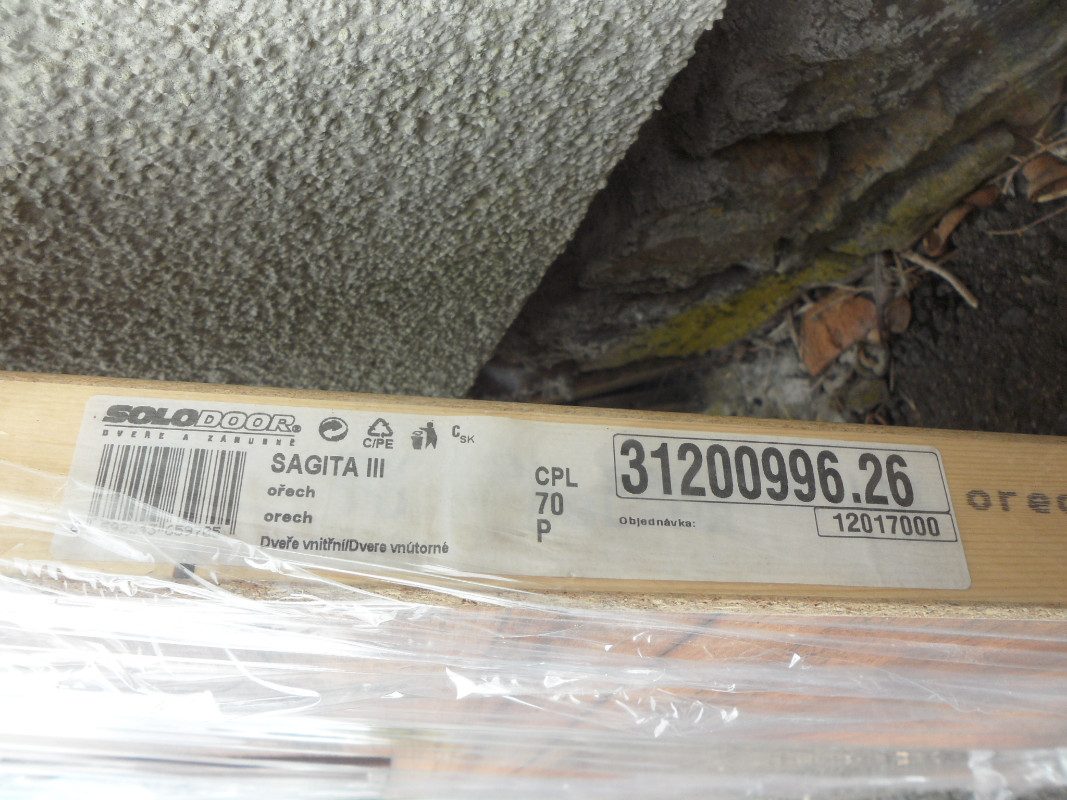 SOLODOOR®
DVEŘE A ZÁRUBNĚ
C/PE
C SK
SAGITA III
ořech
orech
Dveře vnitřní/Dvere vnútorné
CPL
70
P
31200996.26
Objednávka:
12017000